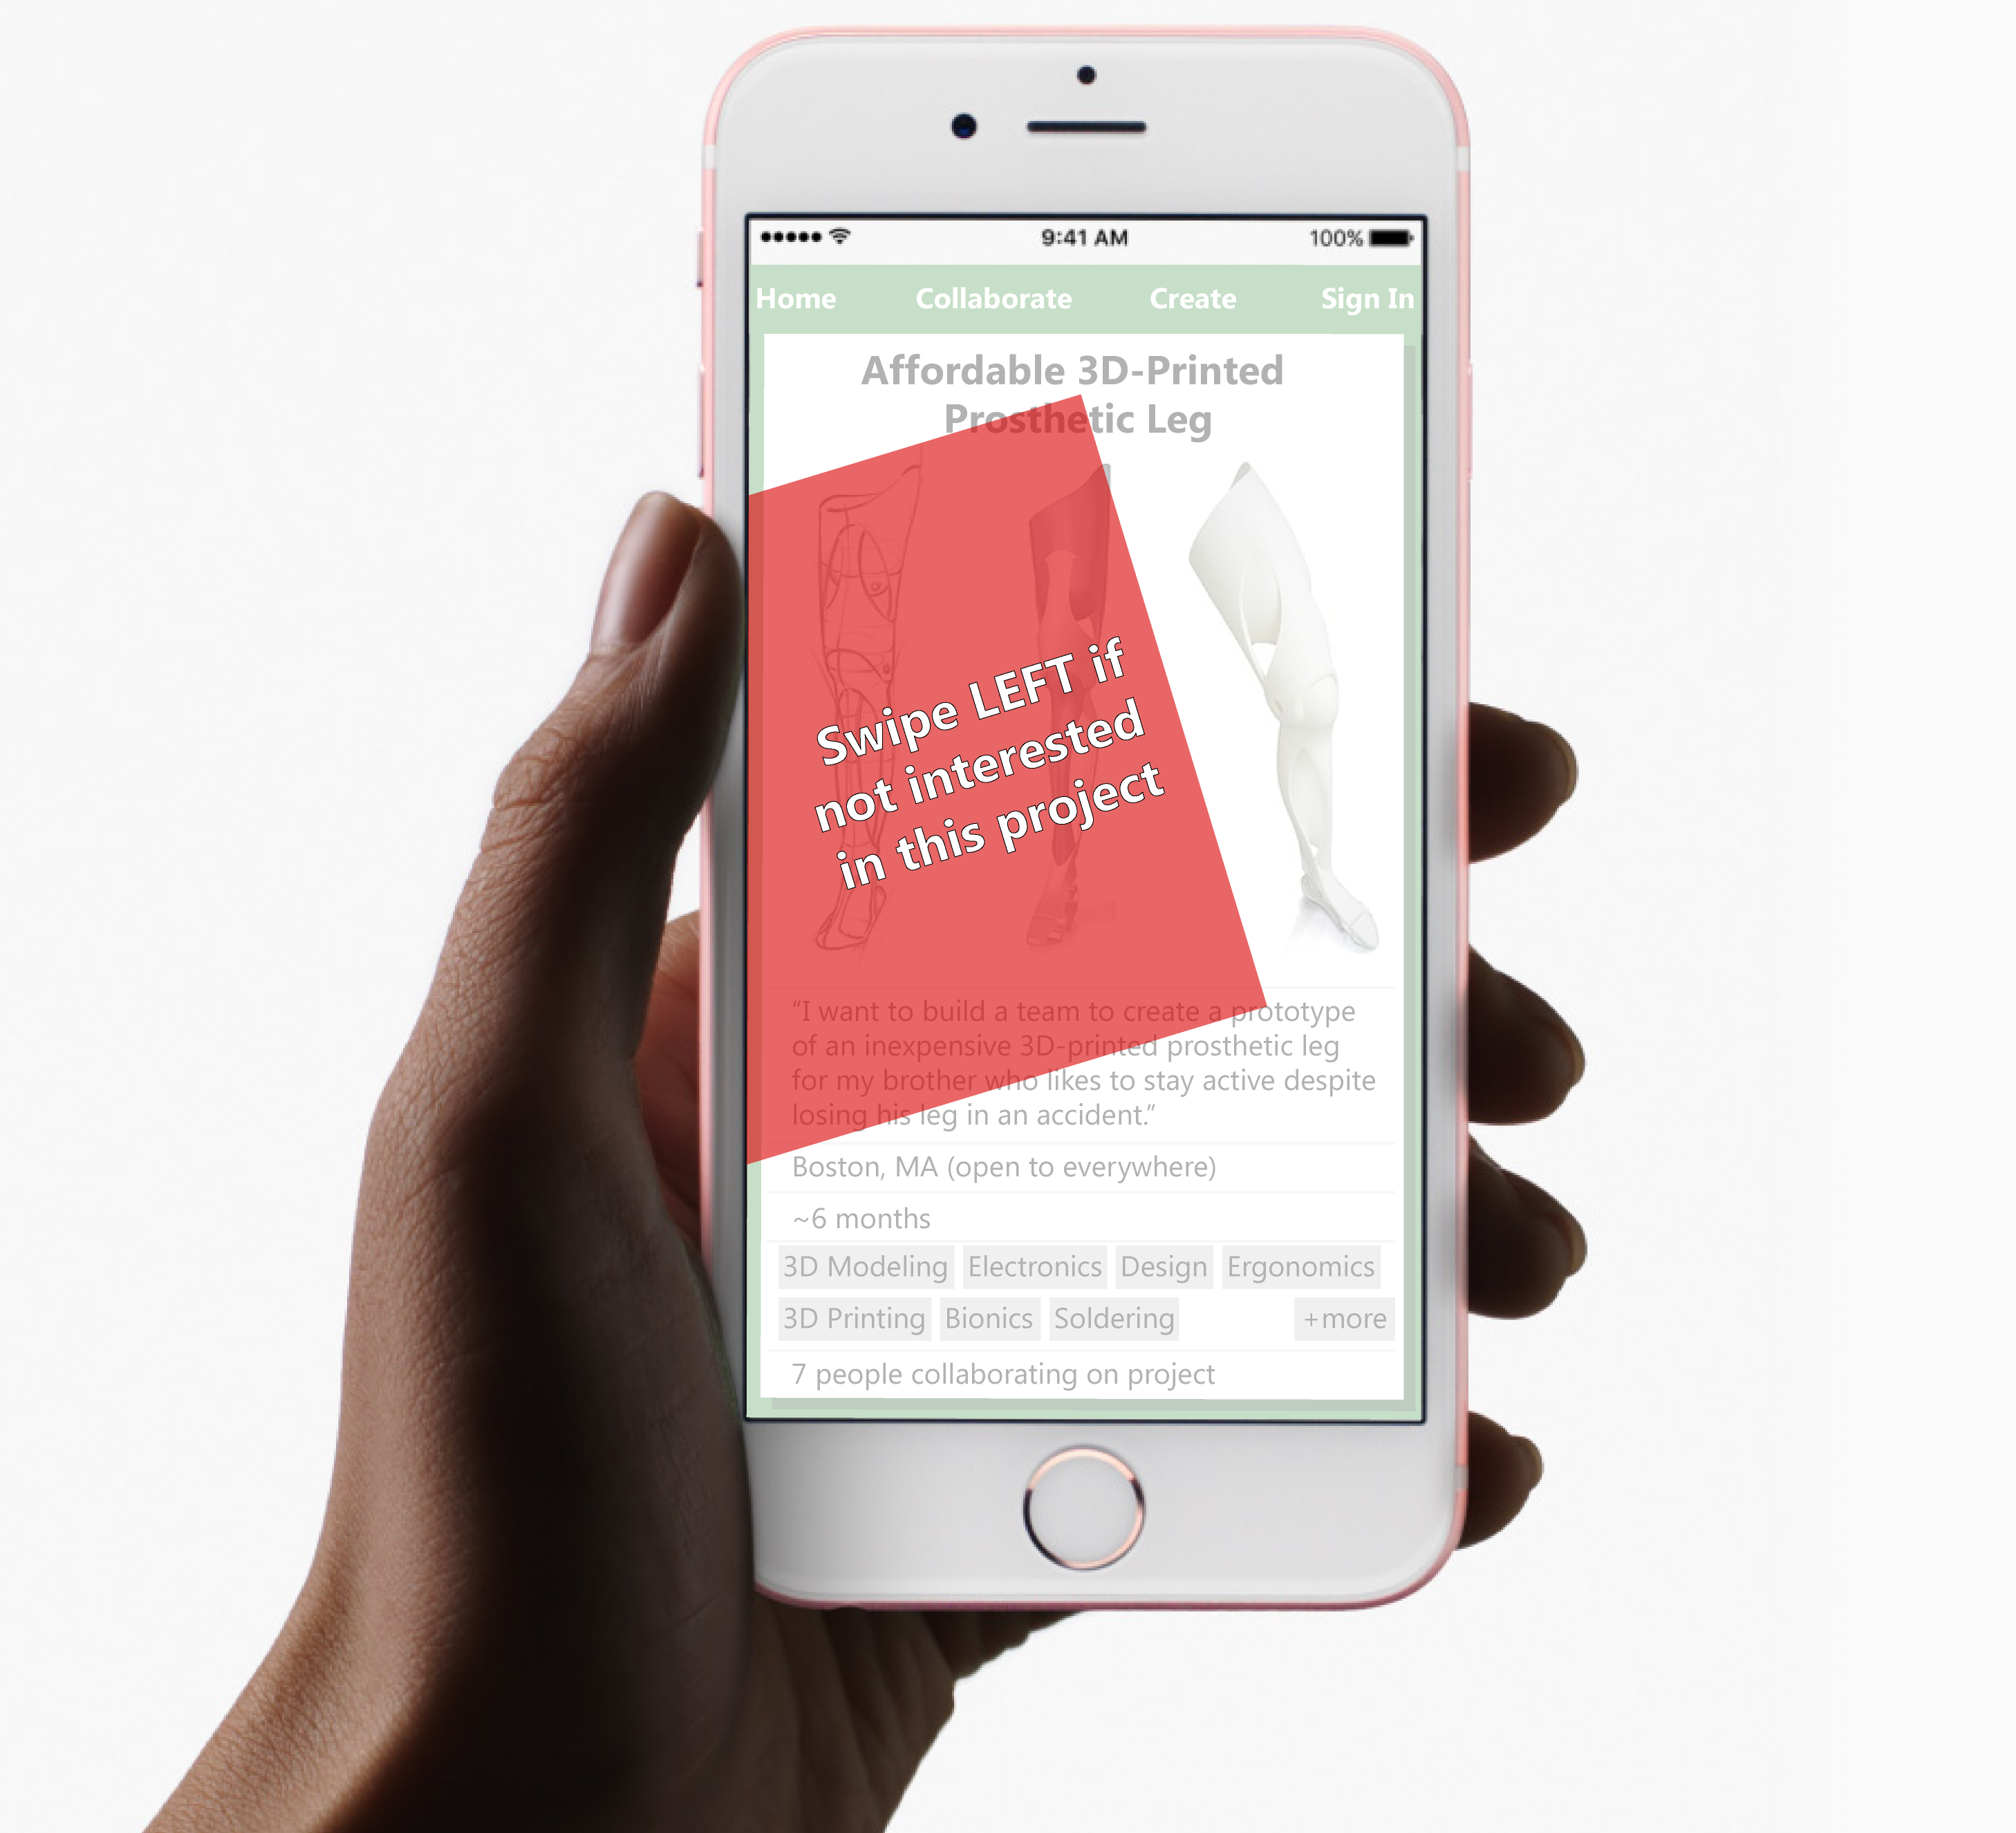 9:41 AM 100%
Home Collaborate Create Sign In
Affordable 3D-Printed
Prosthetic Leg
Swipe LEFT if
not interested
in this project
“I want to build a team to create a prototype
of an inexpensive 3D-printed prosthetic leg
for my brother who likes to stay active despite
losing his leg in an accident.”
Boston, MA (open to everywhere)
~6 months
3D Modeling Electronics Design Ergonomics
3D Printing Bionics Soldering +more
7 people collaborating on project